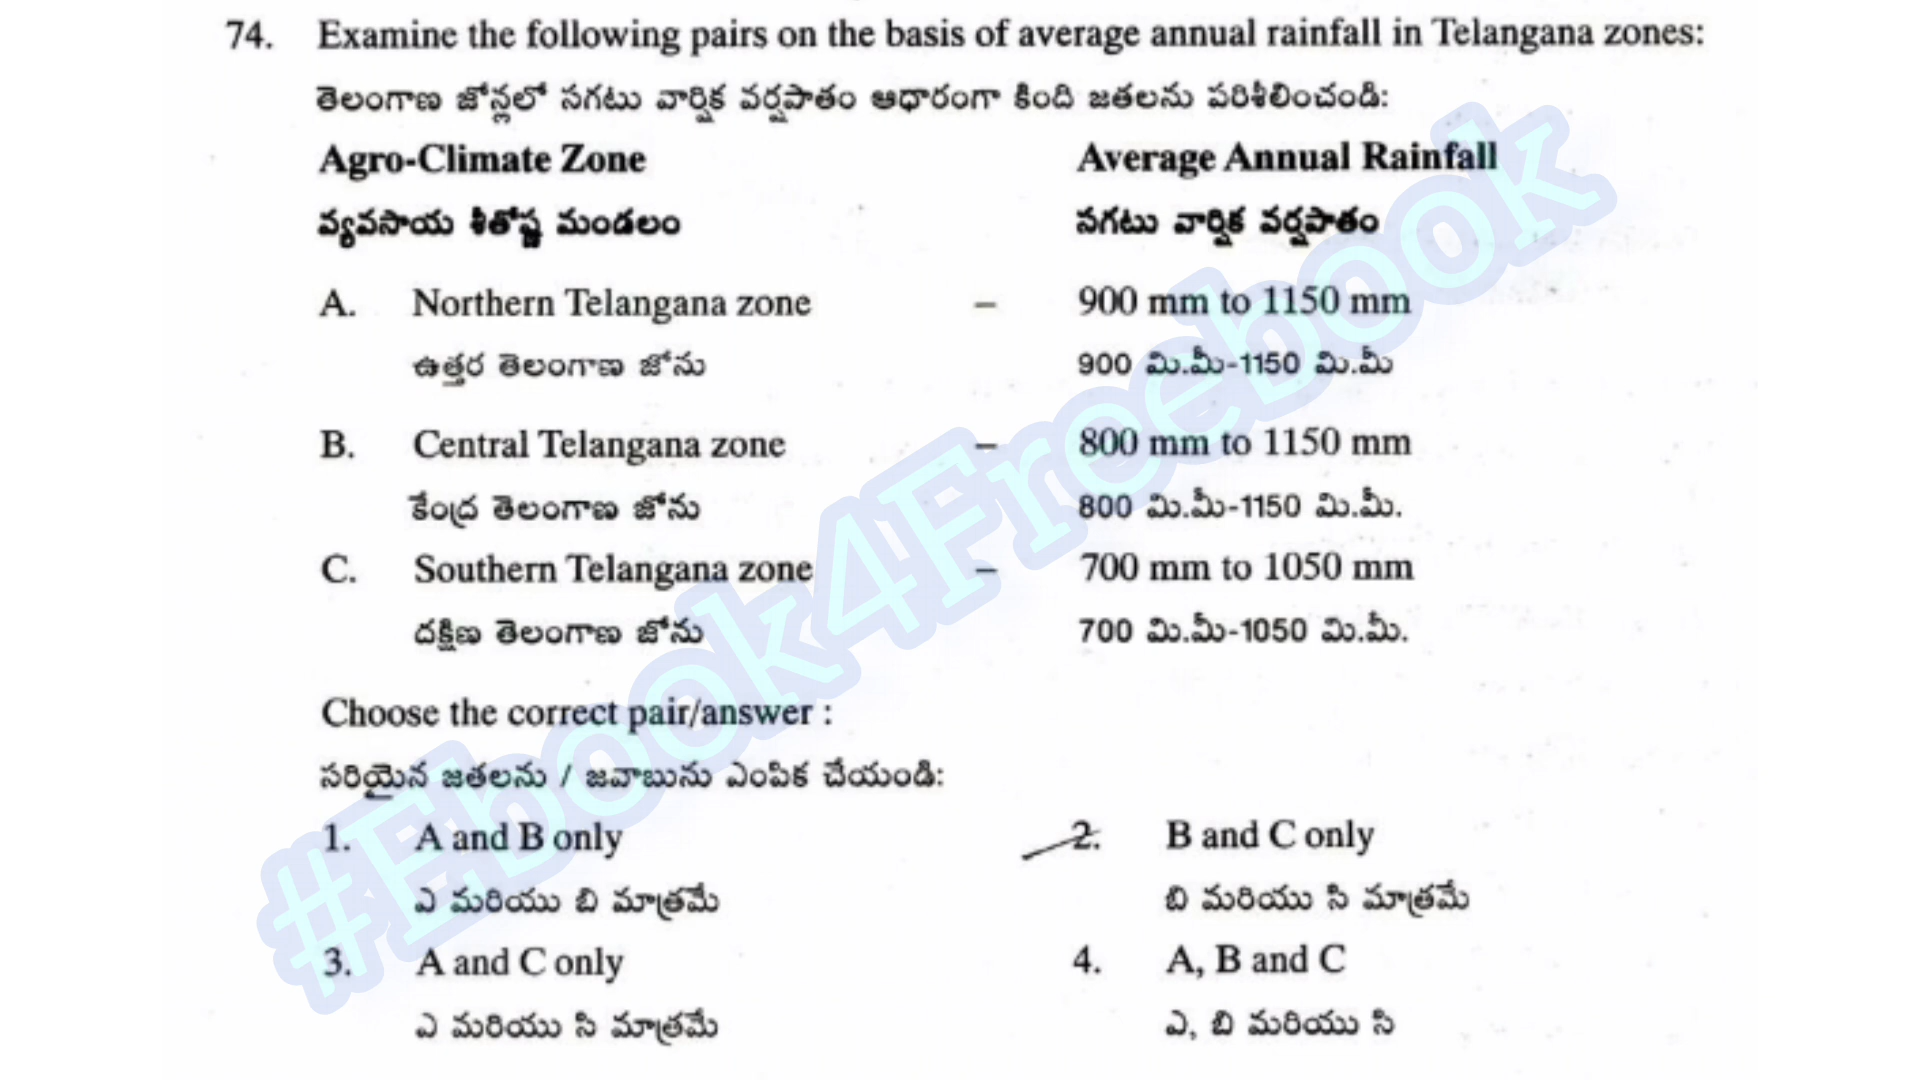 74. Examine the following pairs on the basis of average annual rainfall in Telangana zones:
తెలంగాణ జోన్లలో సగటు వార్షిక వర్షపాతం ఆధారంగా కింది జతలను పరిశీలించండి:
Agro-Climate Zone Average Annual Rainfall
వ్యవసాయ శీతోష్ణ మండలం సగటు వార్షిక వర్షపాతం
A. Northern Telangana zone – 900 mm to 1150 mm
ఉత్తర తెలంగాణ జోను 900 మి.మీ-1150 మి.మీ
B. Central Telangana zone – 800 mm to 1150 mm
కేంద్ర తెలంగాణ జోను 800 మి.మీ-1150 మి.మీ.
C. Southern Telangana zone – 700 mm to 1050 mm
దక్షిణ తెలంగాణ జోను 700 మి.మీ-1050 మి.మీ.
Choose the correct pair/answer :
సరియైన జతలను / జవాబును ఎంపిక చేయండి:
1. A and B only 2. B and C only
ఎ మరియు బి మాత్రమే బి మరియు సి మాత్రమే
3. A and C only 4. A, B and C
ఎ మరియు సి మాత్రమే ఎ, బి మరియు సి
#Ebook4Freebook